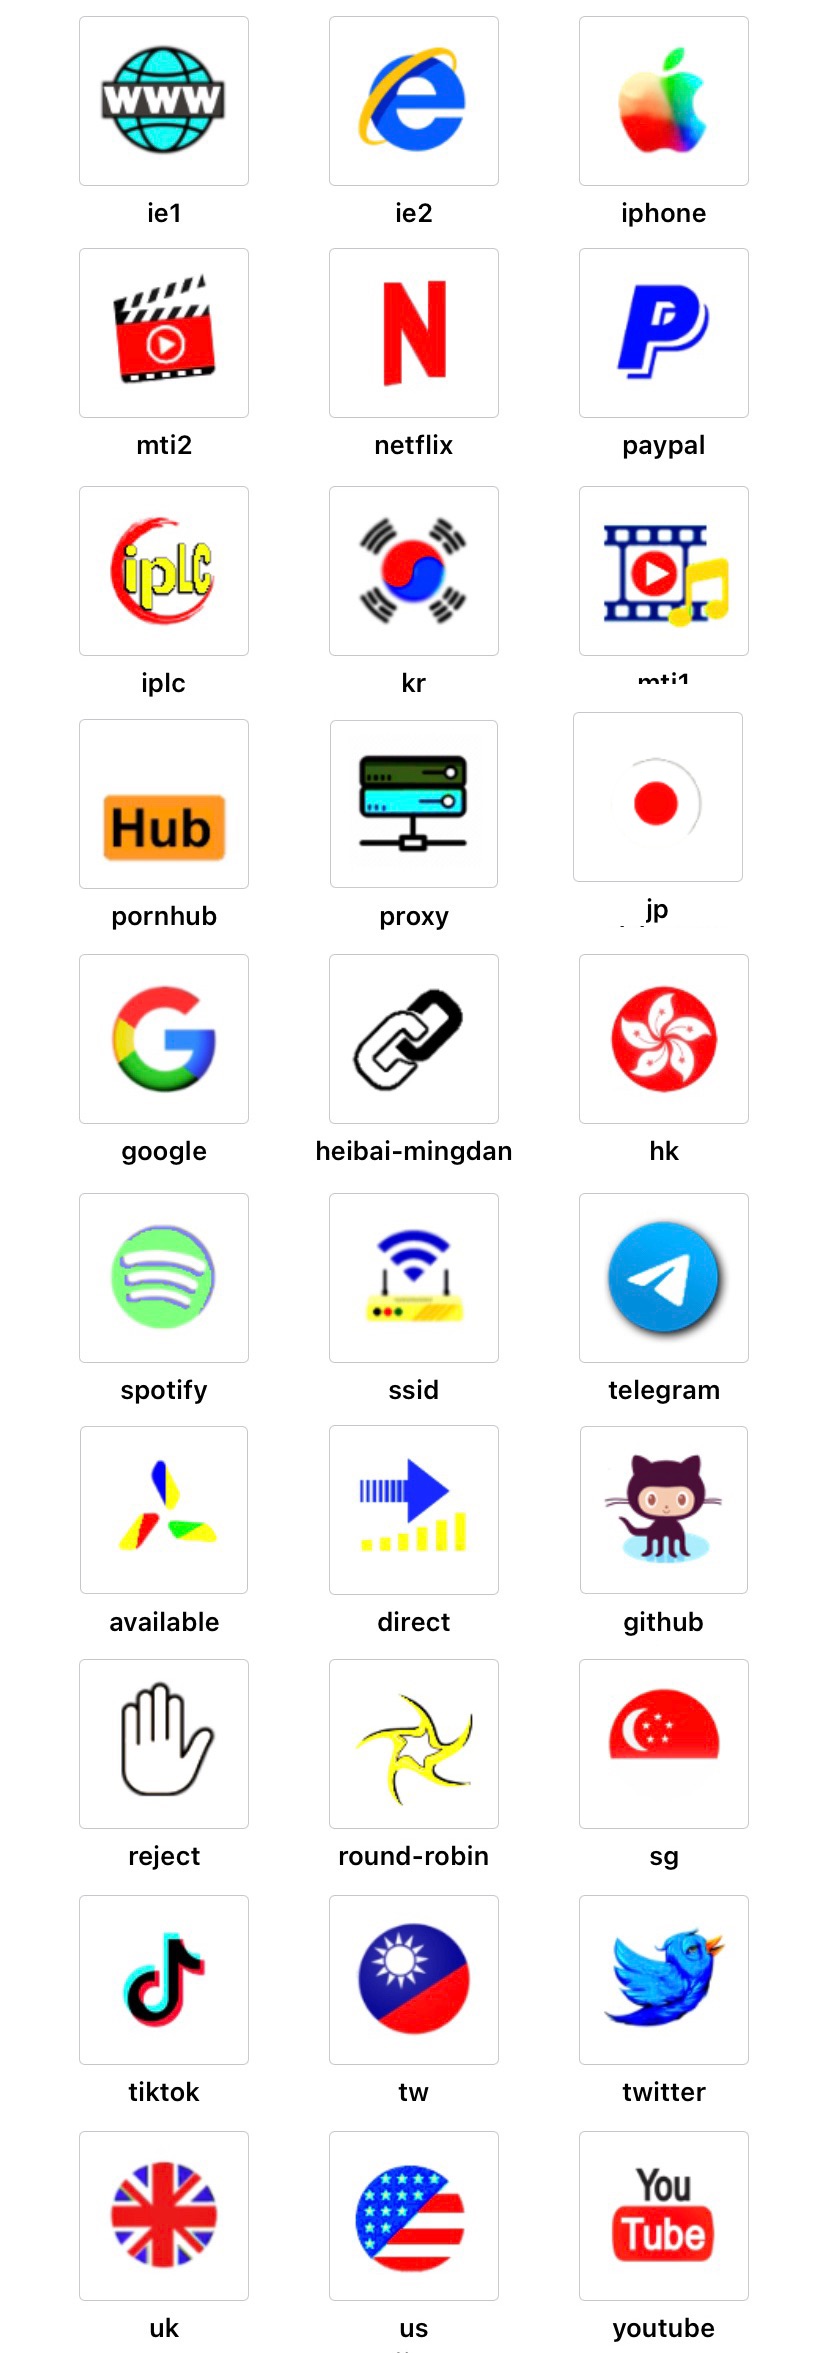 WWW
ie1
ie2
iphone
mti2
netflix
paypal
iplc
iplc
kr
mti1
Hub
pornhub
proxy
jp
google
heibai-mingdan
hk
spotify
ssid
telegram
available
direct
github
reject
round-robin
sg
tiktok
tw
twitter
uk
us
You
Tube
youtube